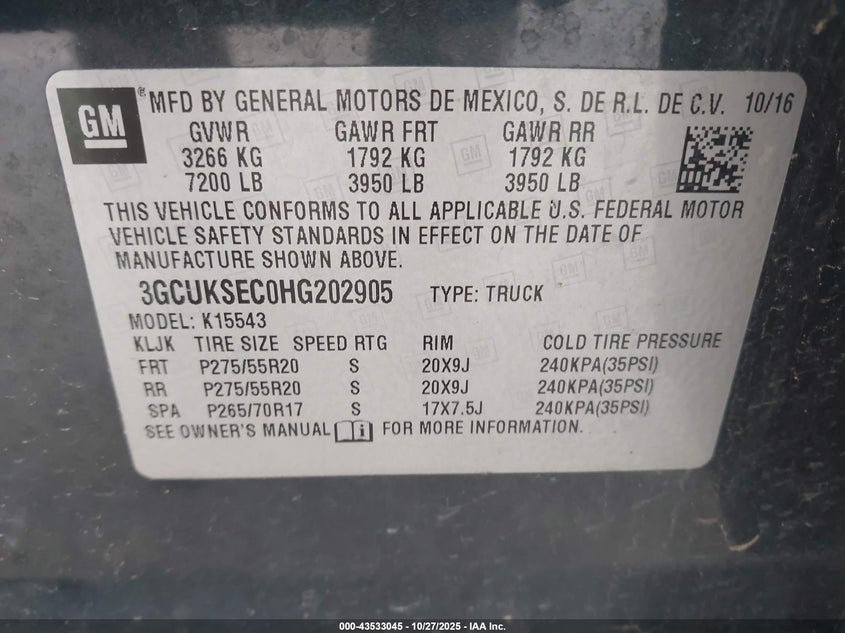 GM ® MFD BY GENERAL MOTORS DE MEXICO, S. DE R.L. DE C.V. 10/16
GVWR GAWR FRT GAWR RR
3266 KG 1792 KG 1792 KG
7200 LB 3950 LB 3950 LB
THIS VEHICLE CONFORMS TO ALL APPLICABLE U.S. FEDERAL MOTOR
VEHICLE SAFETY STANDARDS IN EFFECT ON THE DATE OF
MANUFACTURE SHOWN ABOVE.
3GCUKSEC0HG202905 TYPE: TRUCK
MODEL: K15543
KLJK TIRE SIZE SPEED RTG RIM COLD TIRE PRESSURE
FRT P275/55R20 S 20X9J 240KPA(35PSI)
RR P275/55R20 S 20X9J 240KPA(35PSI)
SPA P265/70R17 S 17X7.5J 240KPA(35PSI)
SEE OWNER'S MANUAL i FOR MORE INFORMATION.
000-43533045 - 10/27/2025 - IAA Inc.